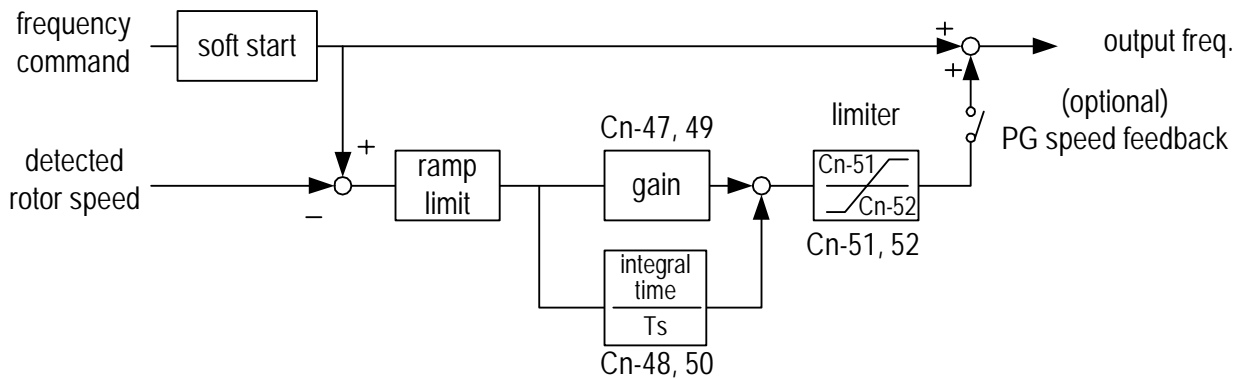 frequency
command
soft start
+
+
output freq.
(optional)
PG speed feedback
detected
rotor speed
+
−
ramp
limit
Cn-47, 49
gain
limiter
Cn-51
Cn-52
Cn-51, 52
integral
time
Ts
Cn-48, 50